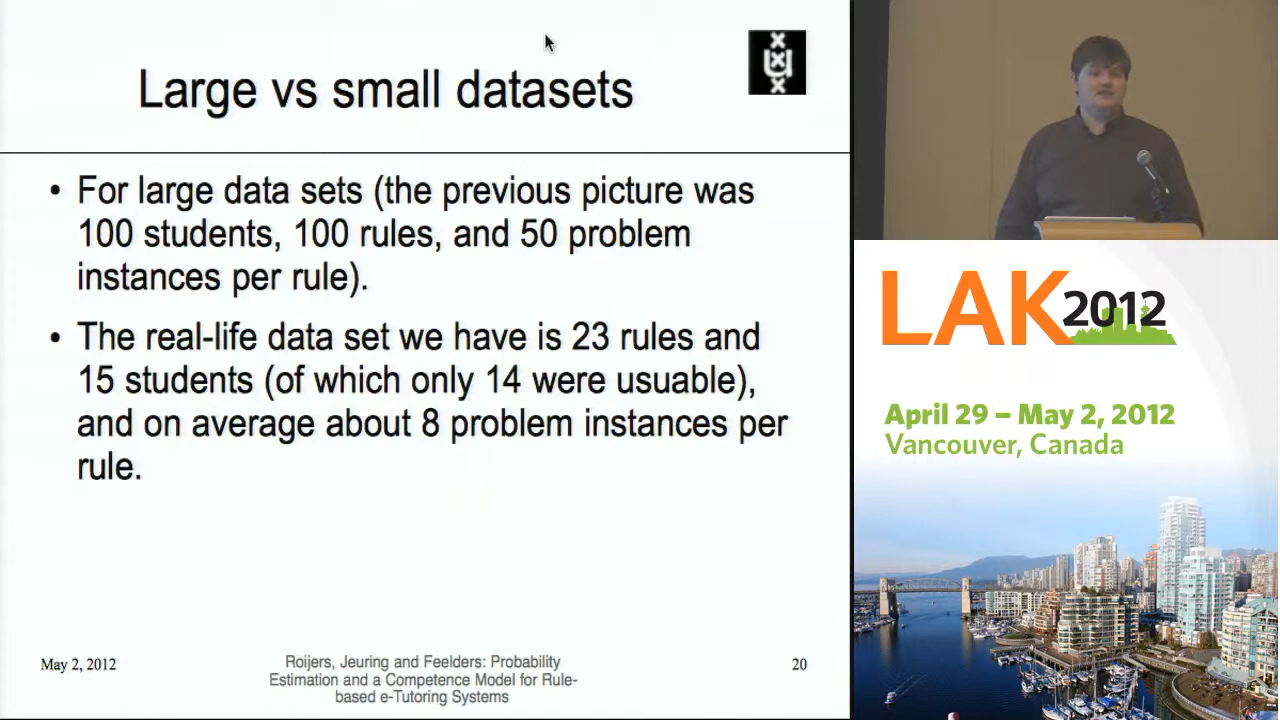 Large vs small datasets
• For large data sets (the previous picture was
100 students, 100 rules, and 50 problem
instances per rule).
• The real-life data set we have is 23 rules and
15 students (of which only 14 were usuable),
and on average about 8 problem instances per
rule.
May 2, 2012
Roijers, Jeuring and Feelders: Probability
Estimation and a Competence Model for Rule-
based e-Tutoring Systems
20
LAK2012
April 29 – May 2, 2012
Vancouver, Canada